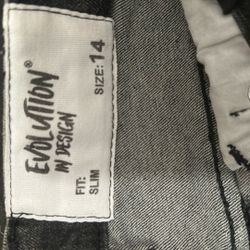 EVOLUTION®
IN DESIGN
FIT: SIZE: 14
SLIM